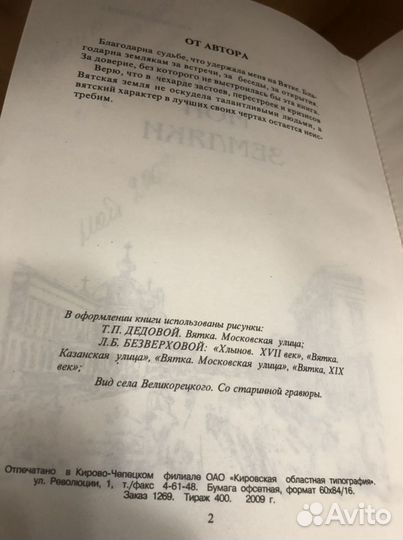 ОТ АВТОРА
Благодарна судьбе, что удержала меня на Вятке. Бла-
годарна землякам за встречи, за беседы, за открытия.
За доверие, без которого не выстроилась бы эта книга.
Верю, что в чехарде застоев, перестроек и кризисов
Вятская земля не оскудела талантливыми людьми, а
вятский характер в лучших своих чертах остается неис-
требим.
ЗЕМЛЯКИ
В оформлении книги использованы рисунки:
Т.П. ДЕДОВОЙ. Вятка. Московская улица;
Л.Б. БЕЗВЕРХОВОЙ: «Хлынов. XVII век», «Вятка.
Казанская улица», «Вятка. Московская улица», «Вятка, XIX
век»;
Вид села Великорецкого. Со старинной гравюры.
Отпечатано в Кирово-Чепецком филиале ОАО «Кировская областная типография».
ул. Революции, 1, т./факс 4-61-48. Бумага офсетная, формат 60x84/16.
Заказ 1269. Тираж 400. 2009 г.
2
Avito